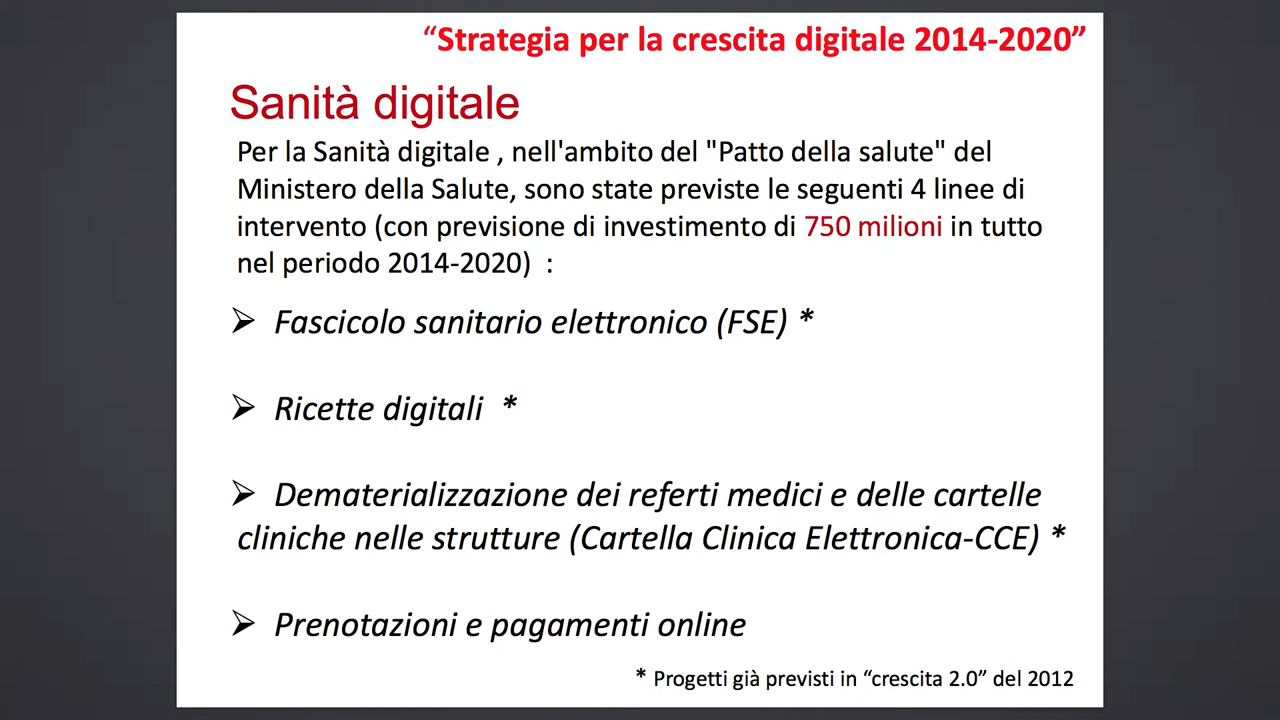 “Strategia per la crescita digitale 2014-2020”
Sanità digitale
Per la Sanità digitale , nell'ambito del "Patto della salute" del
Ministero della Salute, sono state previste le seguenti 4 linee di
intervento (con previsione di investimento di 750 milioni in tutto
nel periodo 2014-2020)  :
➢ Fascicolo sanitario elettronico (FSE) *
➢ Ricette digitali  *
➢ Dematerializzazione dei referti medici e delle cartelle
cliniche nelle strutture (Cartella Clinica Elettronica-CCE) *
➢ Prenotazioni e pagamenti online
* Progetti già previsti in “crescita 2.0” del 2012